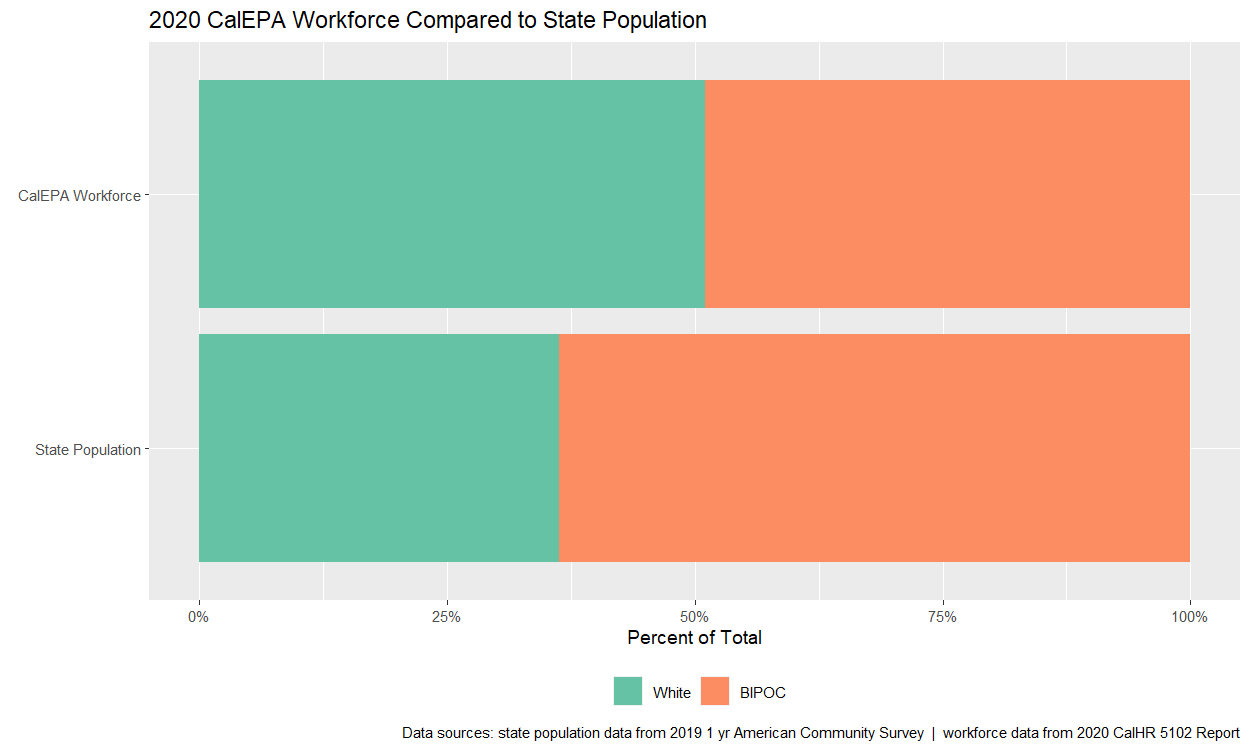 2020 CalEPA Workforce Compared to State Population
CalEPA Workforce
State Population
0% 25% 50% 75% 100%
Percent of Total
White BIPOC
Data sources: state population data from 2019 1 yr American Community Survey | workforce data from 2020 CalHR 5102 Report